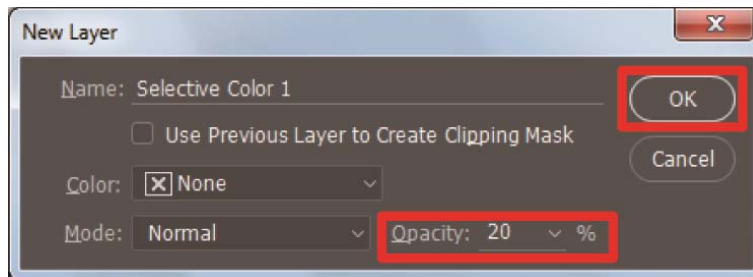 New Layer
Name: Selective Color 1
OK
Use Previous Layer to Create Clipping Mask
Cancel
Color: None
Mode: Normal Opacity: 20 %